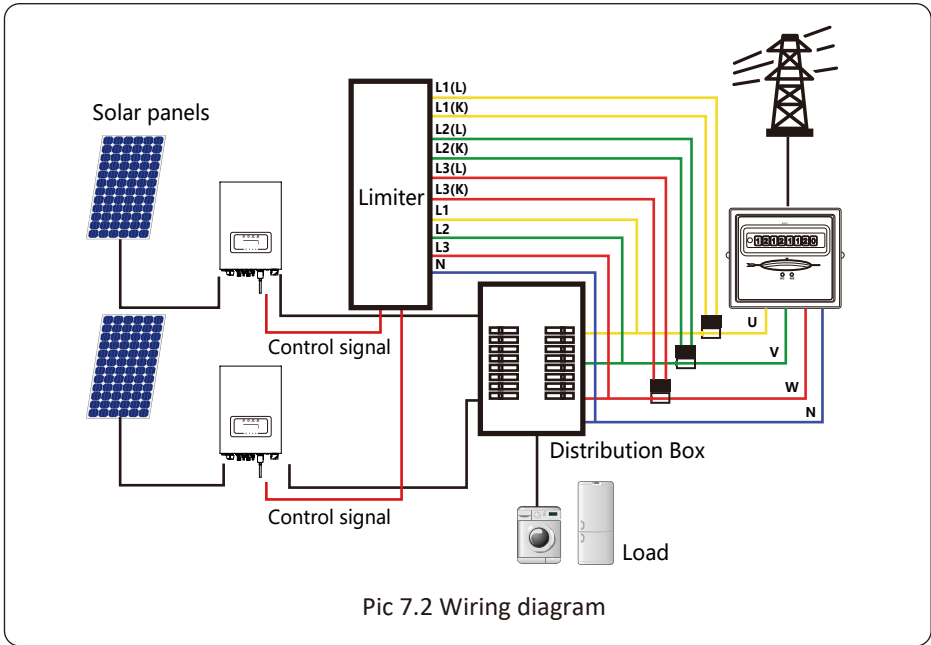 Solar panels
Limiter
L1(L)
L1(K)
L2(L)
L2(K)
L3(L)
L3(K)
L1
L2
L3
N
12121120
U
V
W
N
Control signal
Control signal
Distribution Box
Load
Pic 7.2 Wiring diagram